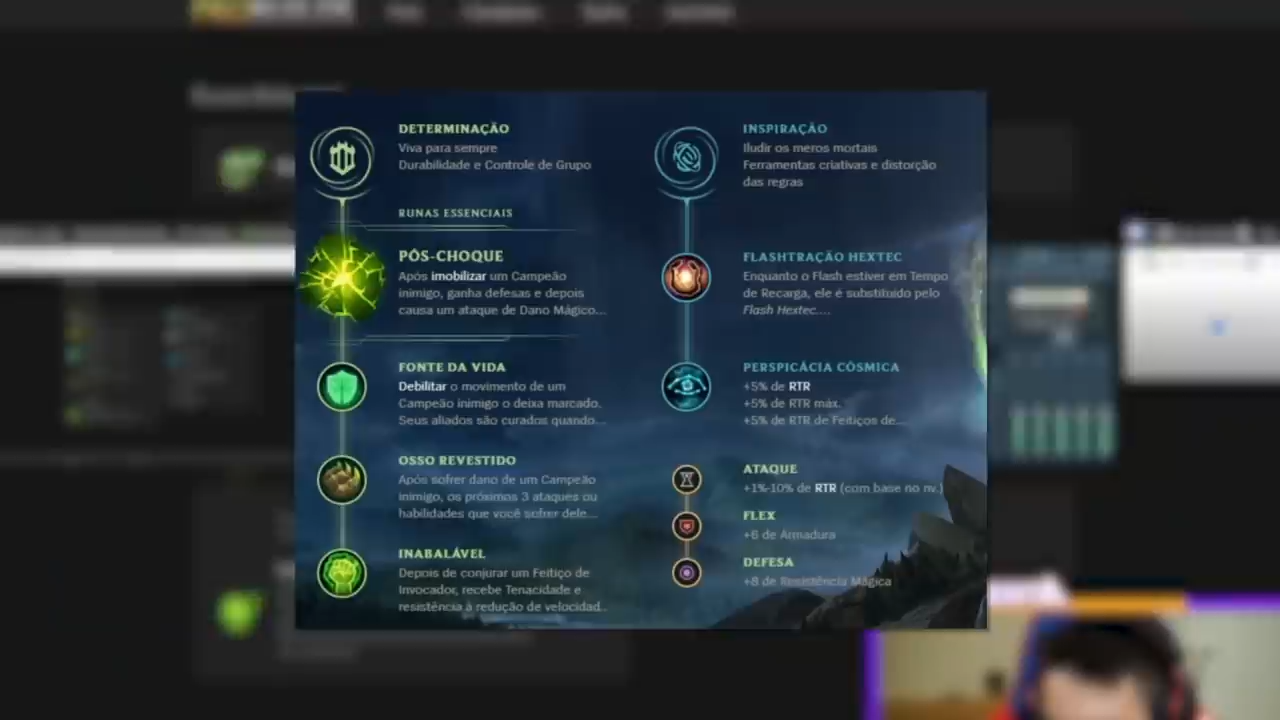 DETERMINAÇÃO
Viva para sempre
Durabilidade e Controle de Grupo
RUNAS ESSENCIAIS
PÓS-CHOQUE
Após imobilizar um Campeão
inimigo, ganha defesas e depois
causa um ataque de Dano Mágico...
FONTE DA VIDA
Debilitar o movimento de um
Campeão inimigo o deixa marcado.
Seus aliados são curados quando...
OSSO REVESTIDO
Após sofrer dano de um Campeão
inimigo, os próximos 3 ataques ou
habilidades que você sofrer dele...
INABALÁVEL
Depois de conjurar um Feitiço de
Invocador, recebe Tenacidade e
resistência à redução de velocidad...
INSPIRAÇÃO
Iludir os meros mortais
Ferramentas criativas e distorção
das regras
FLASHTRAÇÃO HEXTEC
Enquanto o Flash estiver em Tempo
de Recarga, ele é substituído pelo
Flash Hextec....
PERSPICÁCIA CÓSMICA
+5% de RTR
+5% de RTR máx.
+5% de RTR de Feitiços de...
ATAQUE
+1%-10% de RTR (com base no nv.)
FLEX
+6 de Armadura
DEFESA
+8 de Resistência Mágica